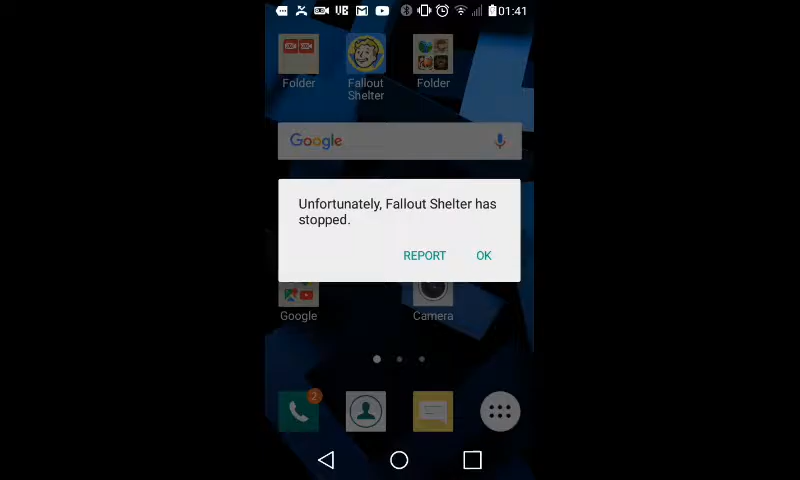 01:41
Folder
Fallout
Shelter
Folder
Google
Unfortunately, Fallout Shelter has
stopped.
REPORT
OK
Google
Camera
2